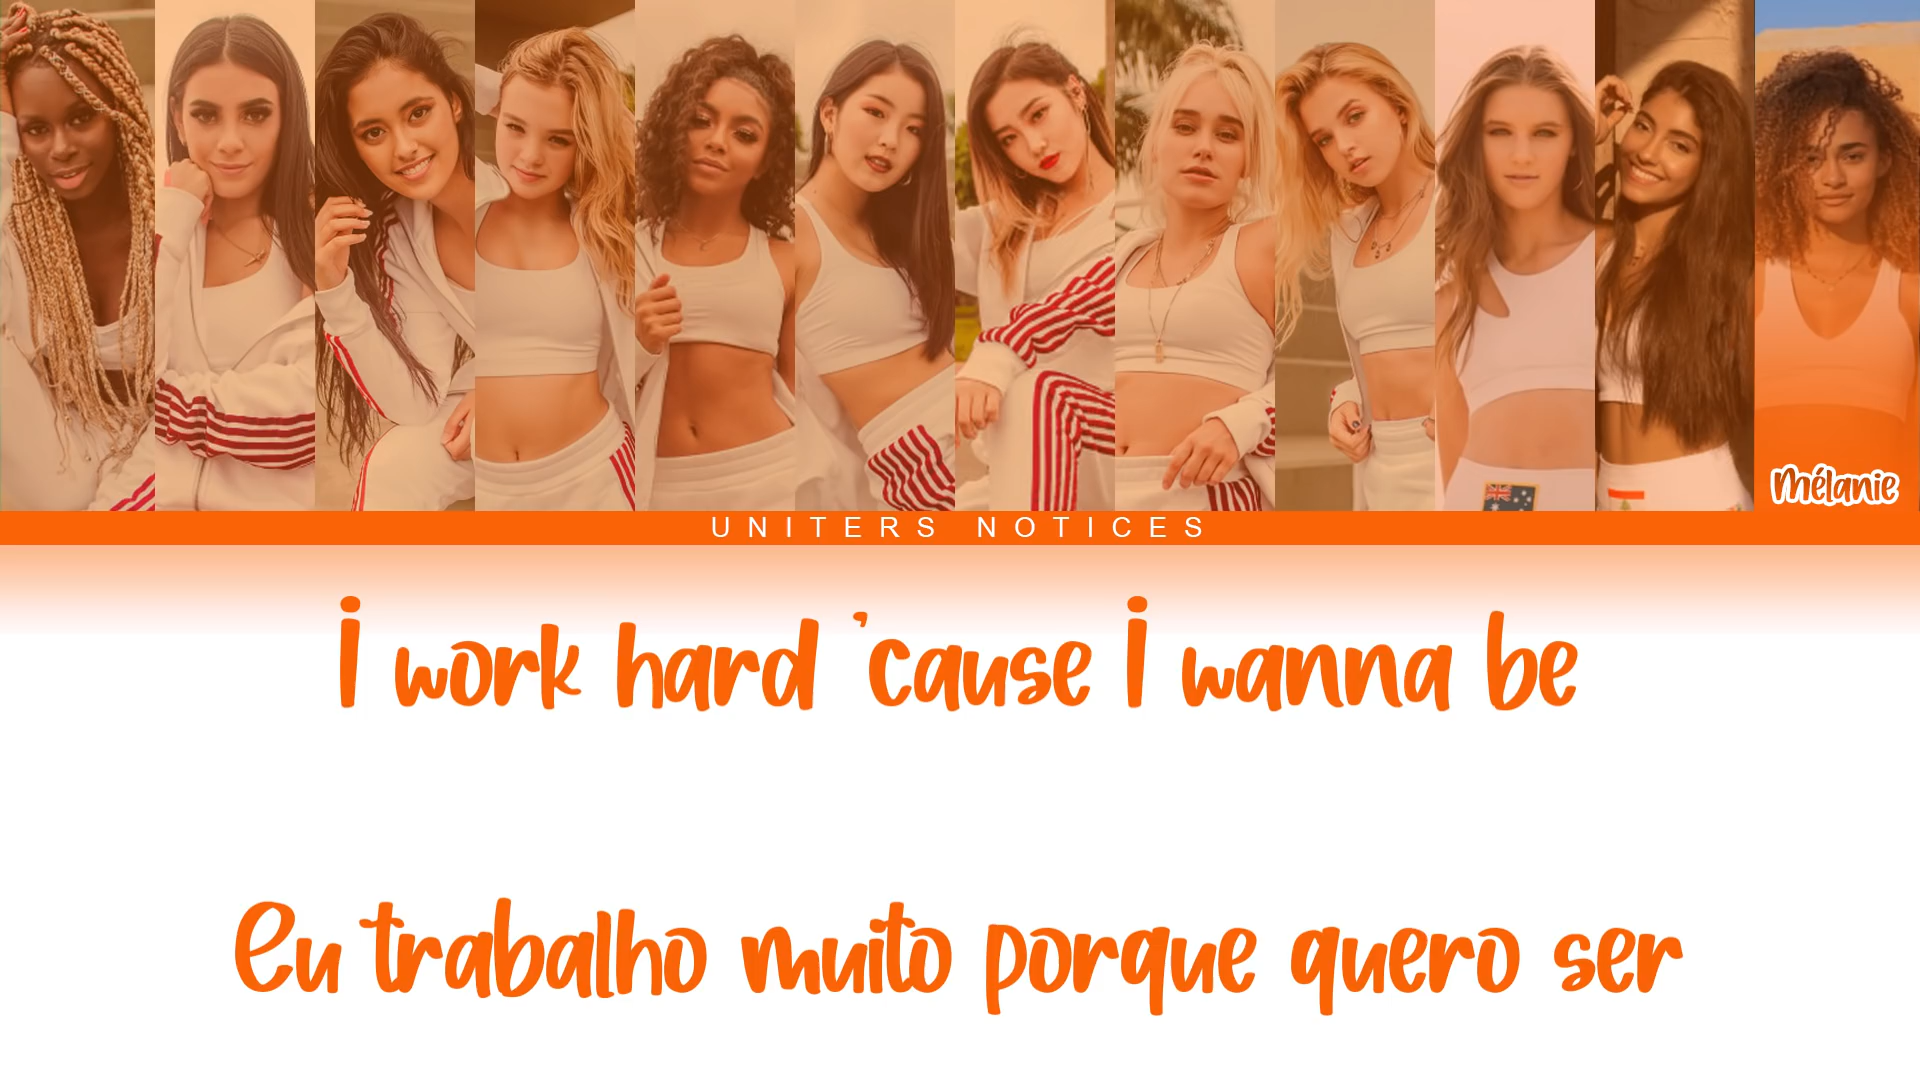 Mélanie
UNITERS NOTICES
I work hard 'cause I wanna be
Eu trabalho muito porque quero ser